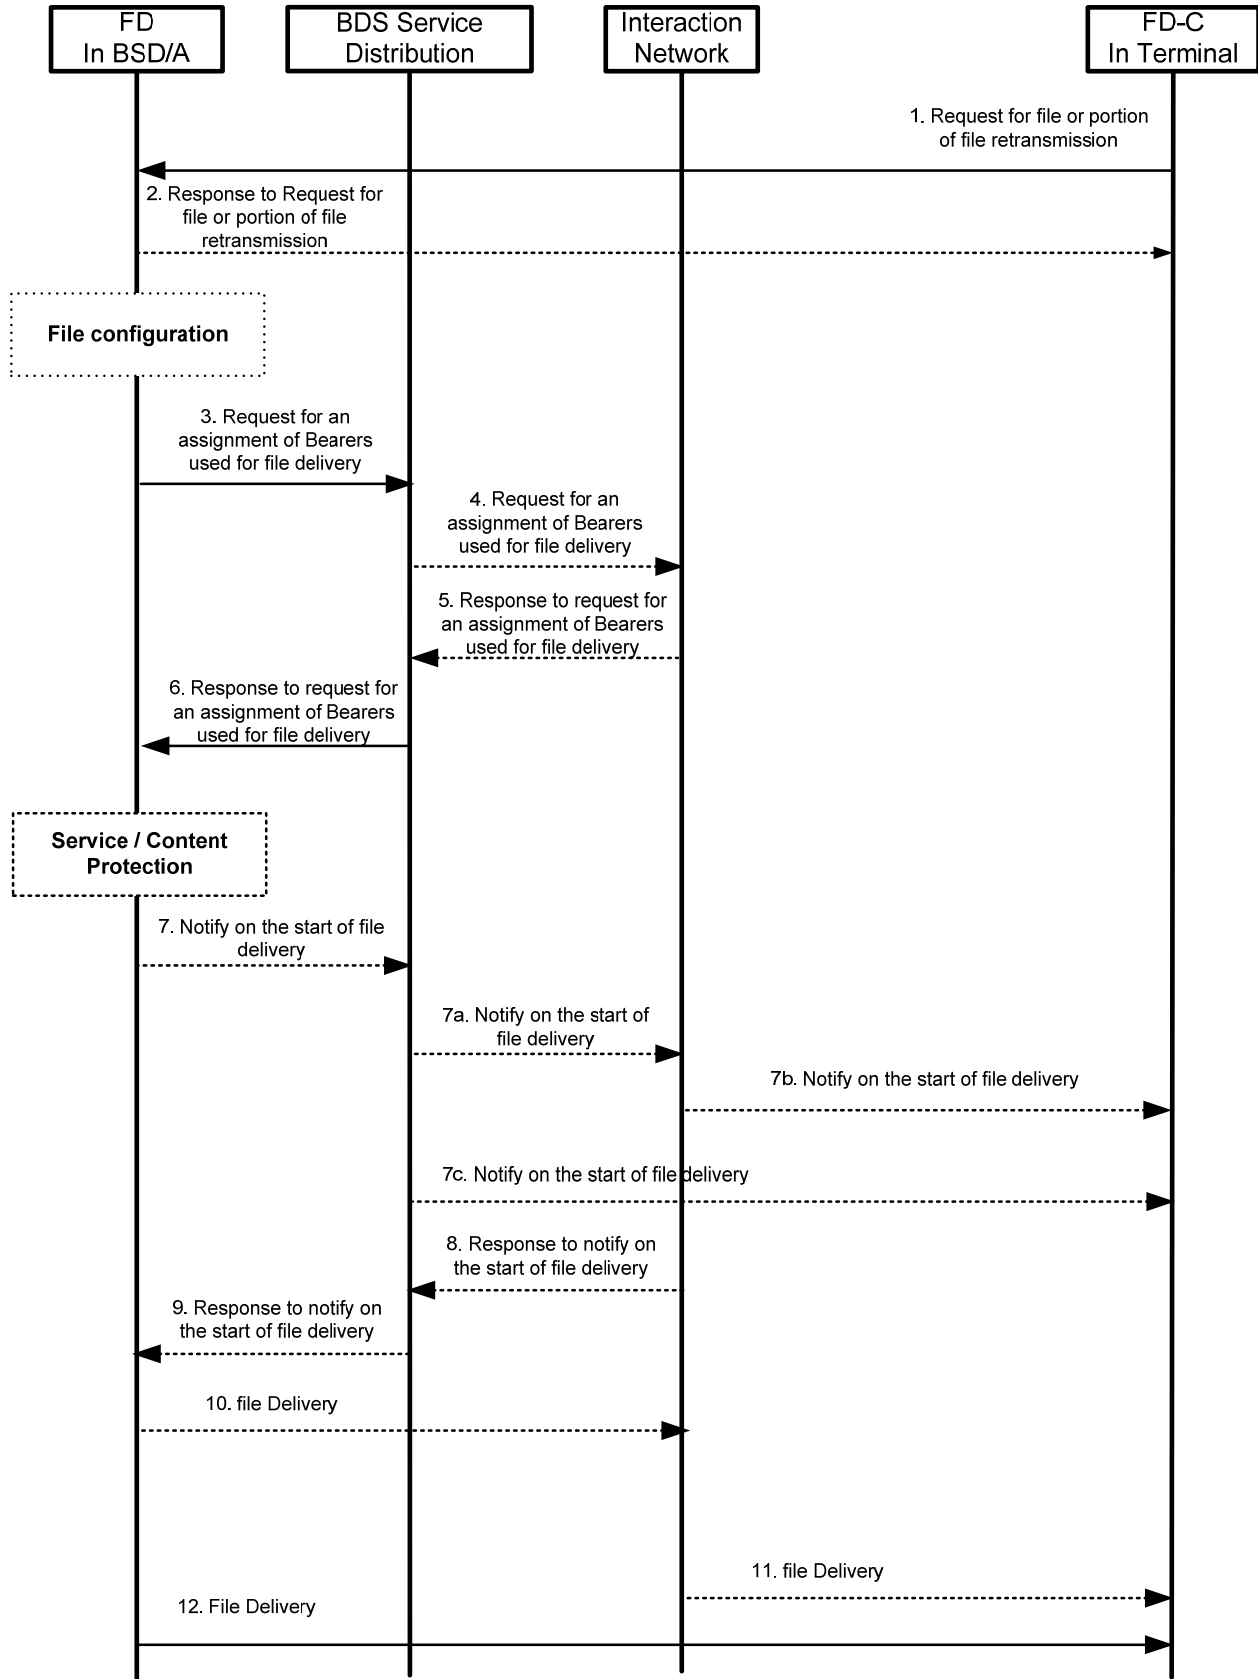 FD
In BSD/A
BDS Service
Distribution
Interaction
Network
FD-C
In Terminal
1. Request for file or portion
of file retransmission
2. Response to Request for
file or portion of file
retransmission
File configuration
3. Request for an
assignment of Bearers
used for file delivery
4. Request for an
assignment of Bearers
used for file delivery
5. Response to request for
an assignment of Bearers
used for file delivery
6. Response to request for
an assignment of Bearers
used for file delivery
Service / Content
Protection
7. Notify on the start of file
delivery
7a. Notify on the start of
file delivery
7b. Notify on the start of file delivery
7c. Notify on the start of file delivery
8. Response to notify on
the start of file delivery
9. Response to notify on
the start of file delivery
10. file Delivery
11. file Delivery
12. File Delivery